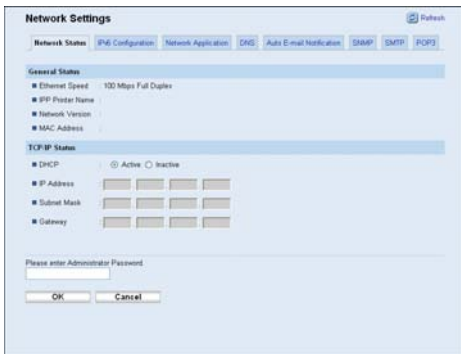 Network Settings
Refresh
Network Status IPv6 Configuration Network Application DNS Auto E-mail Notification SNMP SMTP POP3
General Status
Ethernet Speed : 100 Mbps Full Duplex
IPP Printer Name :
Network Version :
MAC Address :
TCP/IP Status
DHCP : Active Inactive
IP Address :
Subnet Mask :
Gateway :
Please enter Administrator Password.
OK Cancel